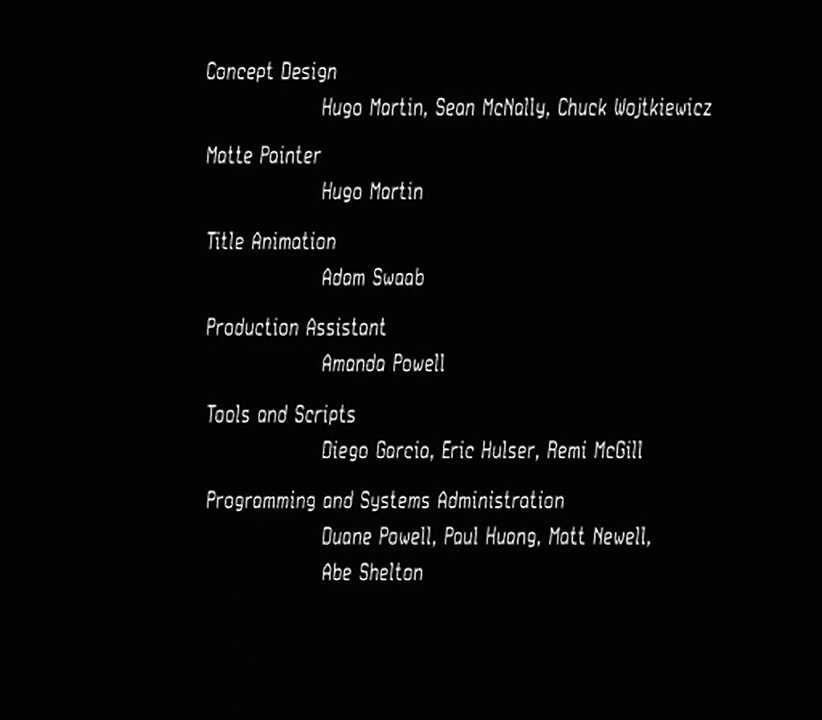 Concept Design
Hugo Martin, Sean McNally, Chuck Wojtkiewicz
Matte Painter
Hugo Martin
Title Animation
Adam Swaab
Production Assistant
Amanda Powell
Tools and Scripts
Diego Garcia, Eric Hulser, Remi McGill
Programming and Systems Administration
Duane Powell, Paul Huang, Matt Newell,
Abe Shelton